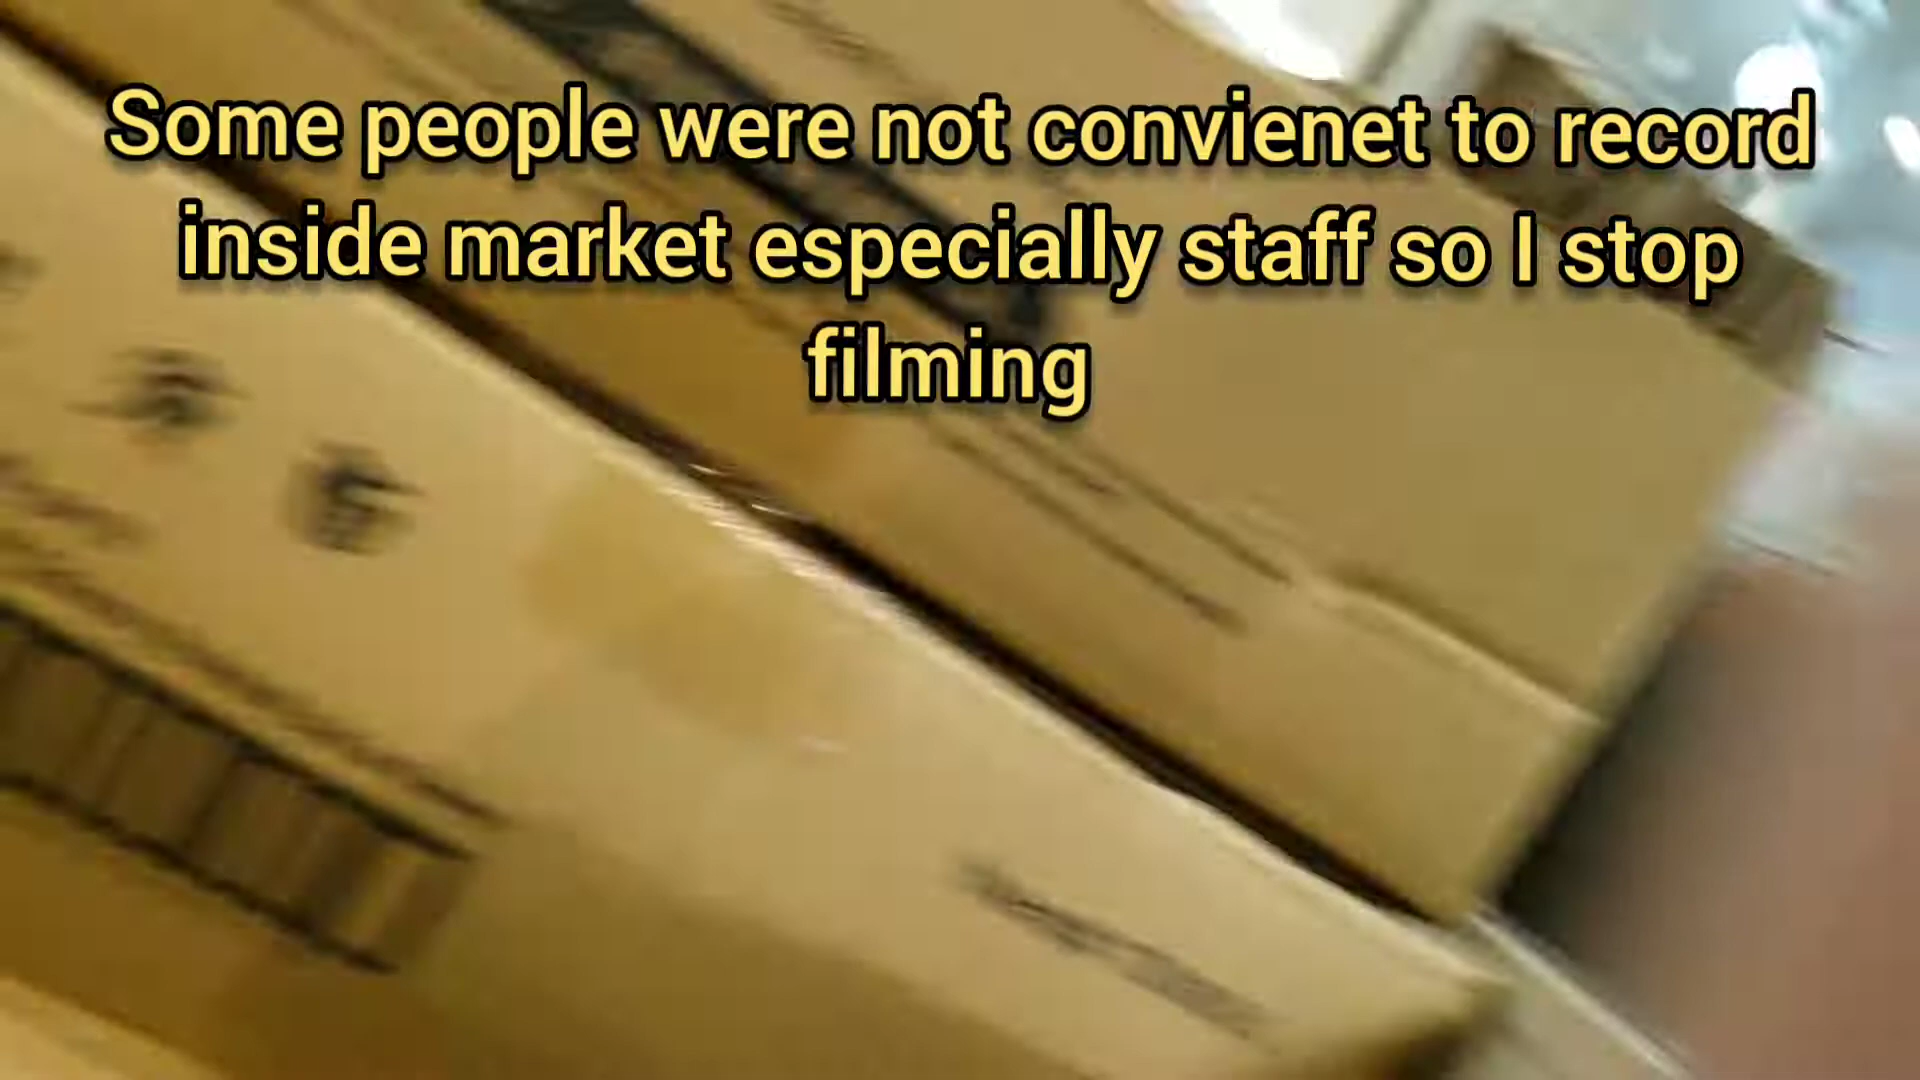 Some people were not convienet to record
inside market especially staff so I stop
filming